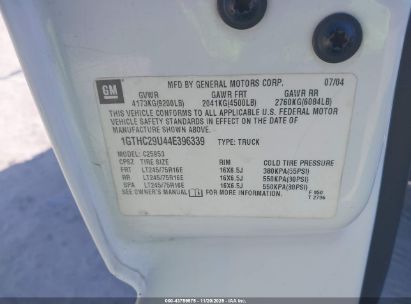 GM
MFD BY GENERAL MOTORS CORP. 07/04
GVWR GAWR FRT GAWR RR
4173KG(9200LB) 2041KG(4500LB) 2760KG(6084LB)
THIS VEHICLE CONFORMS TO ALL APPLICABLE U.S. FEDERAL MOTOR
VEHICLE SAFETY STANDARDS IN EFFECT ON THE DATE OF
MANUFACTURE SHOWN ABOVE.
1GTHC29U44E396339 TYPE: TRUCK
MODEL: C25953
TIRE SIZE RIM COLD TIRE PRESSURE
FRT LT245/75R16E 16X6.5J 380KPA(55PSI)
RR LT245/75R16E 16X6.5J 550KPA(80PSI)
SPA LT245/75R16E 16X6.5J 550KPA(80PSI)
SEE OWNER'S MANUAL FOR MORE INFORMATION.